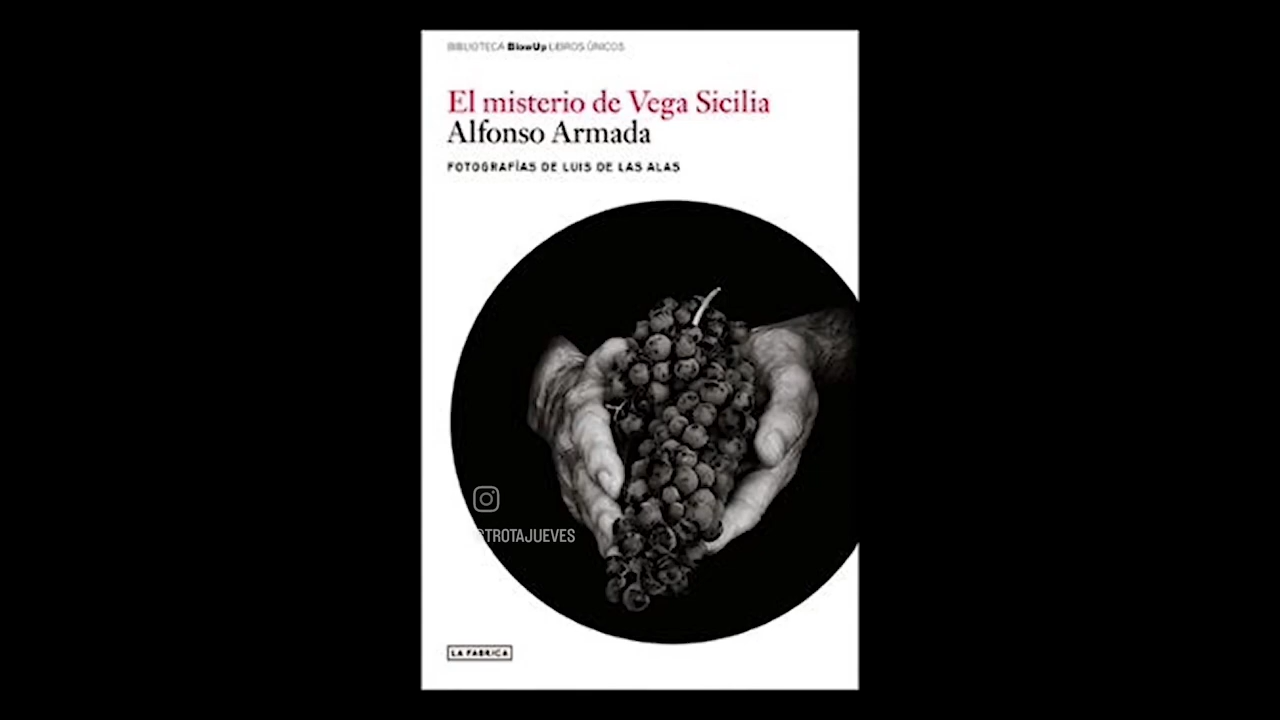 BIBLIOTECA BlowUp LIBROS ÚNICOS
El misterio de Vega Sicilia
Alfonso Armada
FOTOGRAFÍAS DE LUIS DE LAS ALAS
STROTAJUEVES
LA FABRICA